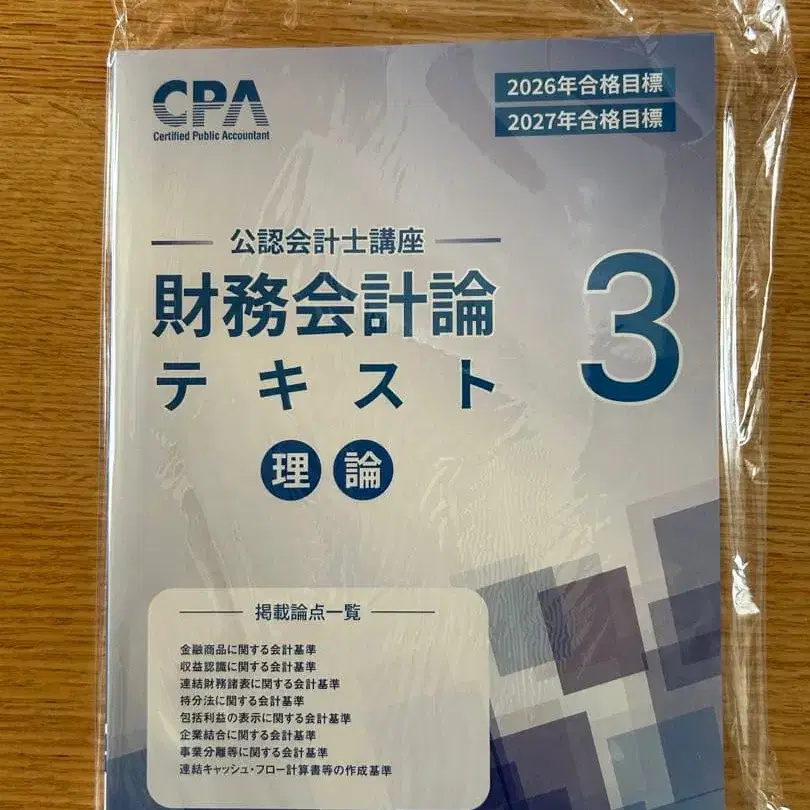 CPA
Certified Public Accountant
2026年合格目標
2027年合格目標
公認会計士講座
財務会計論
テキスト
3
理論
掲載論点一覧
金融商品に関する会計基準
収益認識に関する会計基準
連結財務諸表に関する会計基準
持分法に関する会計基準
包括利益の表示に関する会計基準
企業結合に関する会計基準
事業分離等に関する会計基準
連結キャッシュ・フロー計算書等の作成基準